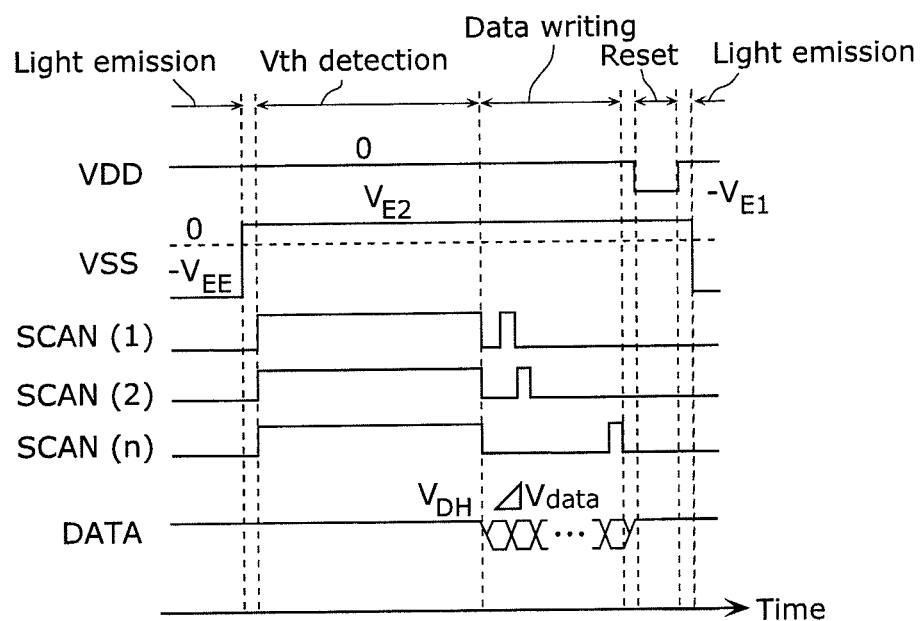 Data writing
Light emission Vth detection Reset Light emission
VDD 0
-VE1
VE2
0
VSS -VEE
SCAN (1)
SCAN (2)
SCAN (n)
VDH ⊿Vdata
DATA ...
Time